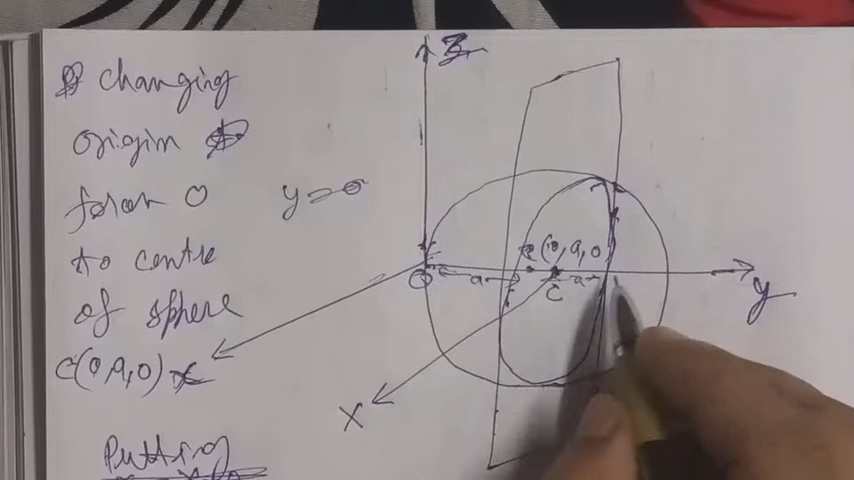 changing
origin
from O
to centre
of sphere
C(0,a,0)
Putting
y=0
Z
C(0,a,0
O
a
C
a
y
X
X